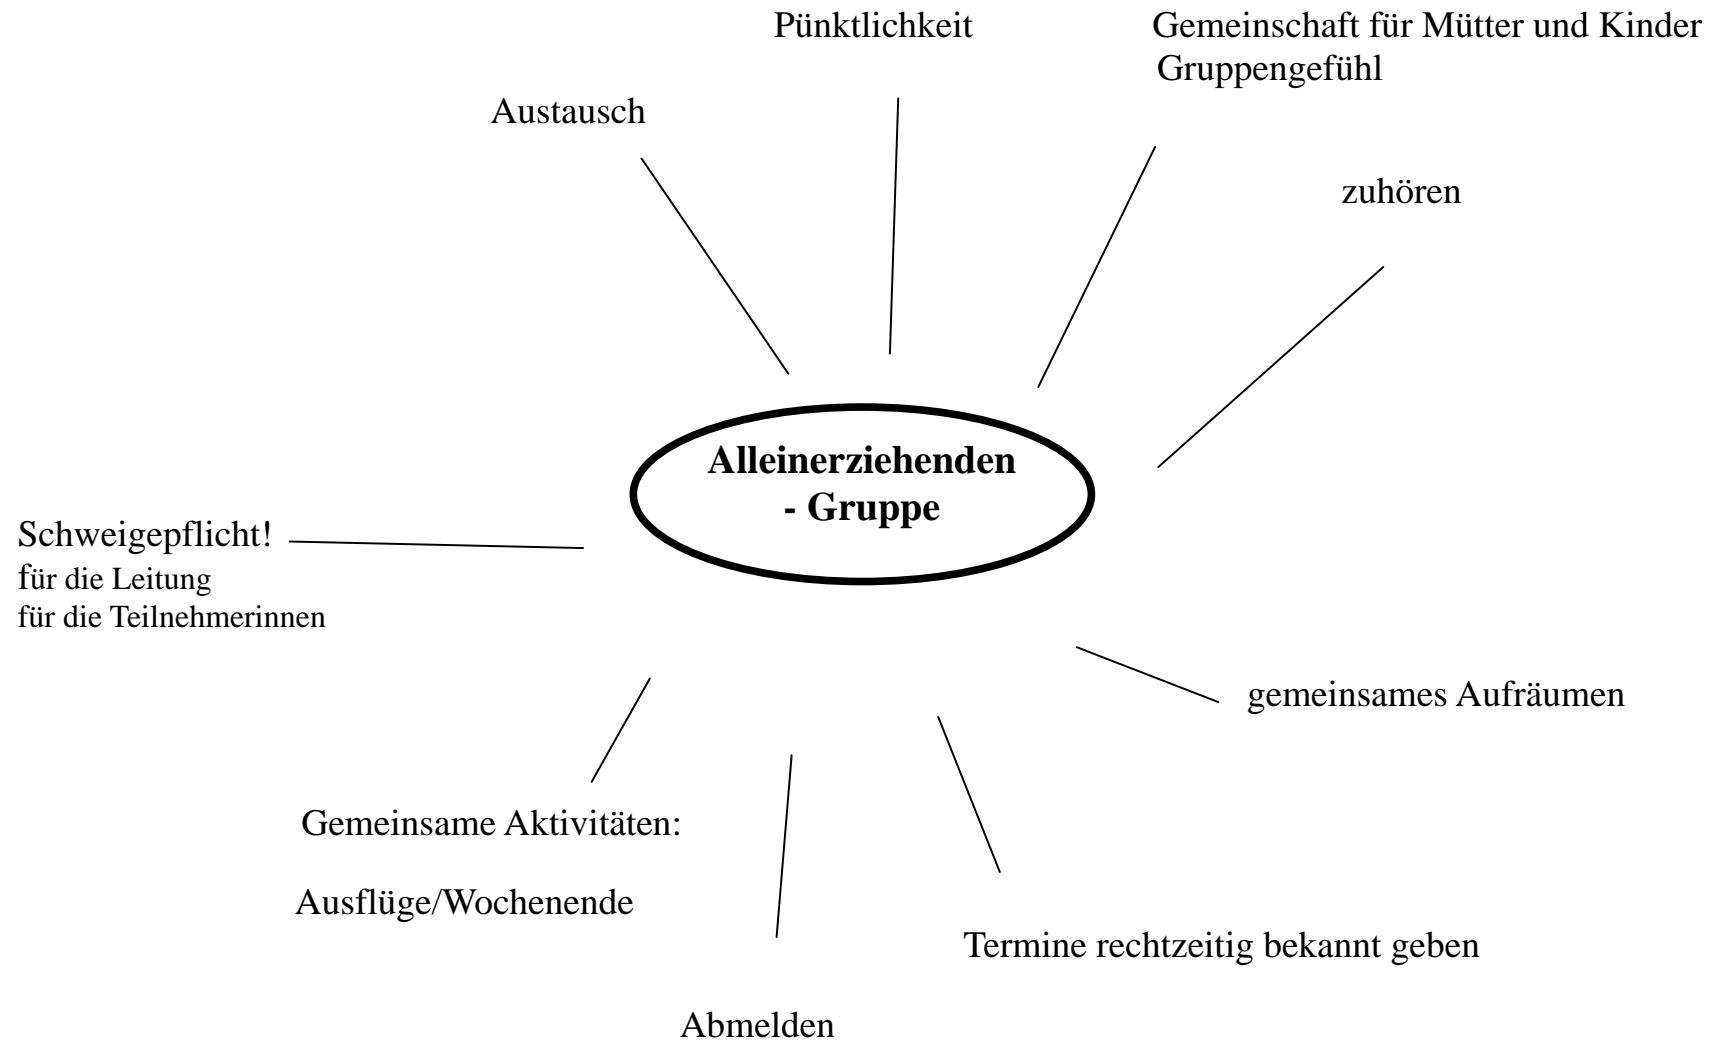 Pünktlichkeit
Gemeinschaft für Mütter und Kinder
Gruppengefühl
Austausch
zuhören
Alleinerziehenden
- Gruppe
Schweigepflicht!
für die Leitung
für die Teilnehmerinnen
gemeinsames Aufräumen
Gemeinsame Aktivitäten:
Ausflüge/Wochenende
Termine rechtzeitig bekannt geben
Abmelden